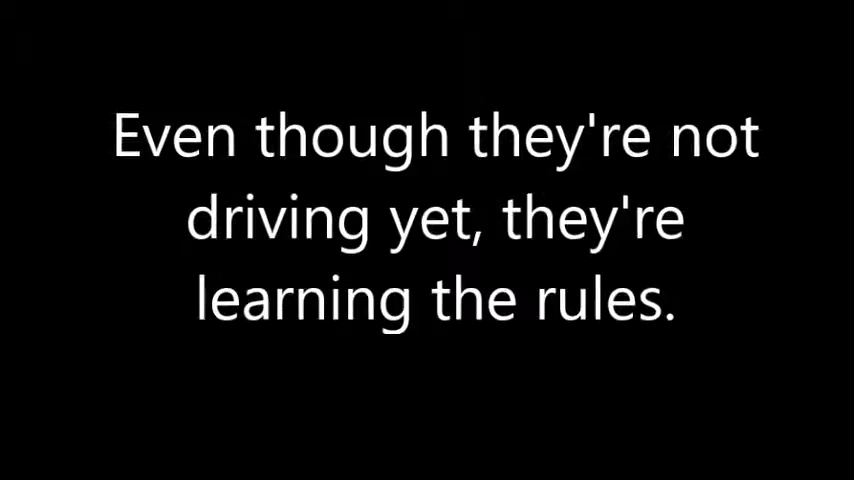 Even though they're not
driving yet, they're
learning the rules.